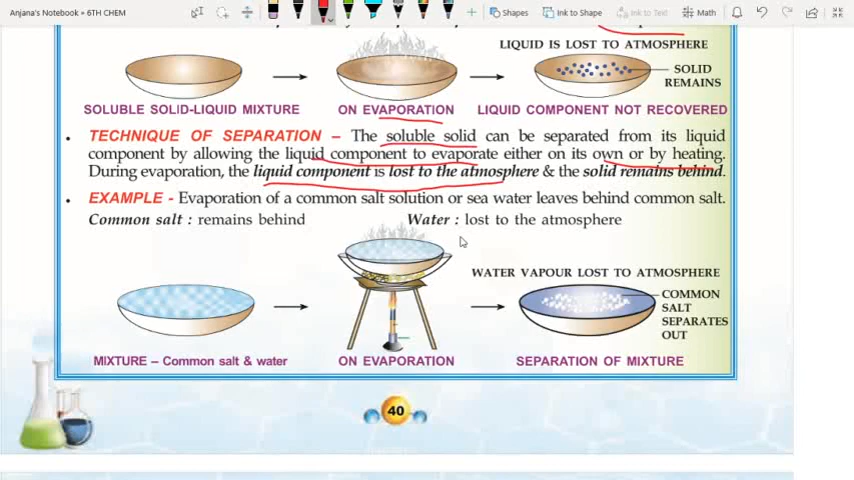 Anjana's Notebook » 6TH CHEM
Shapes
Ink to Shape
Ink to Text
Math
LIQUID IS LOST TO ATMOSPHERE
SOLID
REMAINS
SOLUBLE SOLID-LIQUID MIXTURE
ON EVAPORATION
LIQUID COMPONENT NOT RECOVERED
• TECHNIQUE OF SEPARATION – The soluble solid can be separated from its liquid
component by allowing the liquid component to evaporate either on its own or by heating.
During evaporation, the liquid component is lost to the atmosphere & the solid remains behind.
• EXAMPLE - Evaporation of a common salt solution or sea water leaves behind common salt.
Common salt : remains behind
Water : lost to the atmosphere
WATER VAPOUR LOST TO ATMOSPHERE
COMMON
SALT
SEPARATES
OUT
MIXTURE – Common salt & water
ON EVAPORATION
SEPARATION OF MIXTURE
40